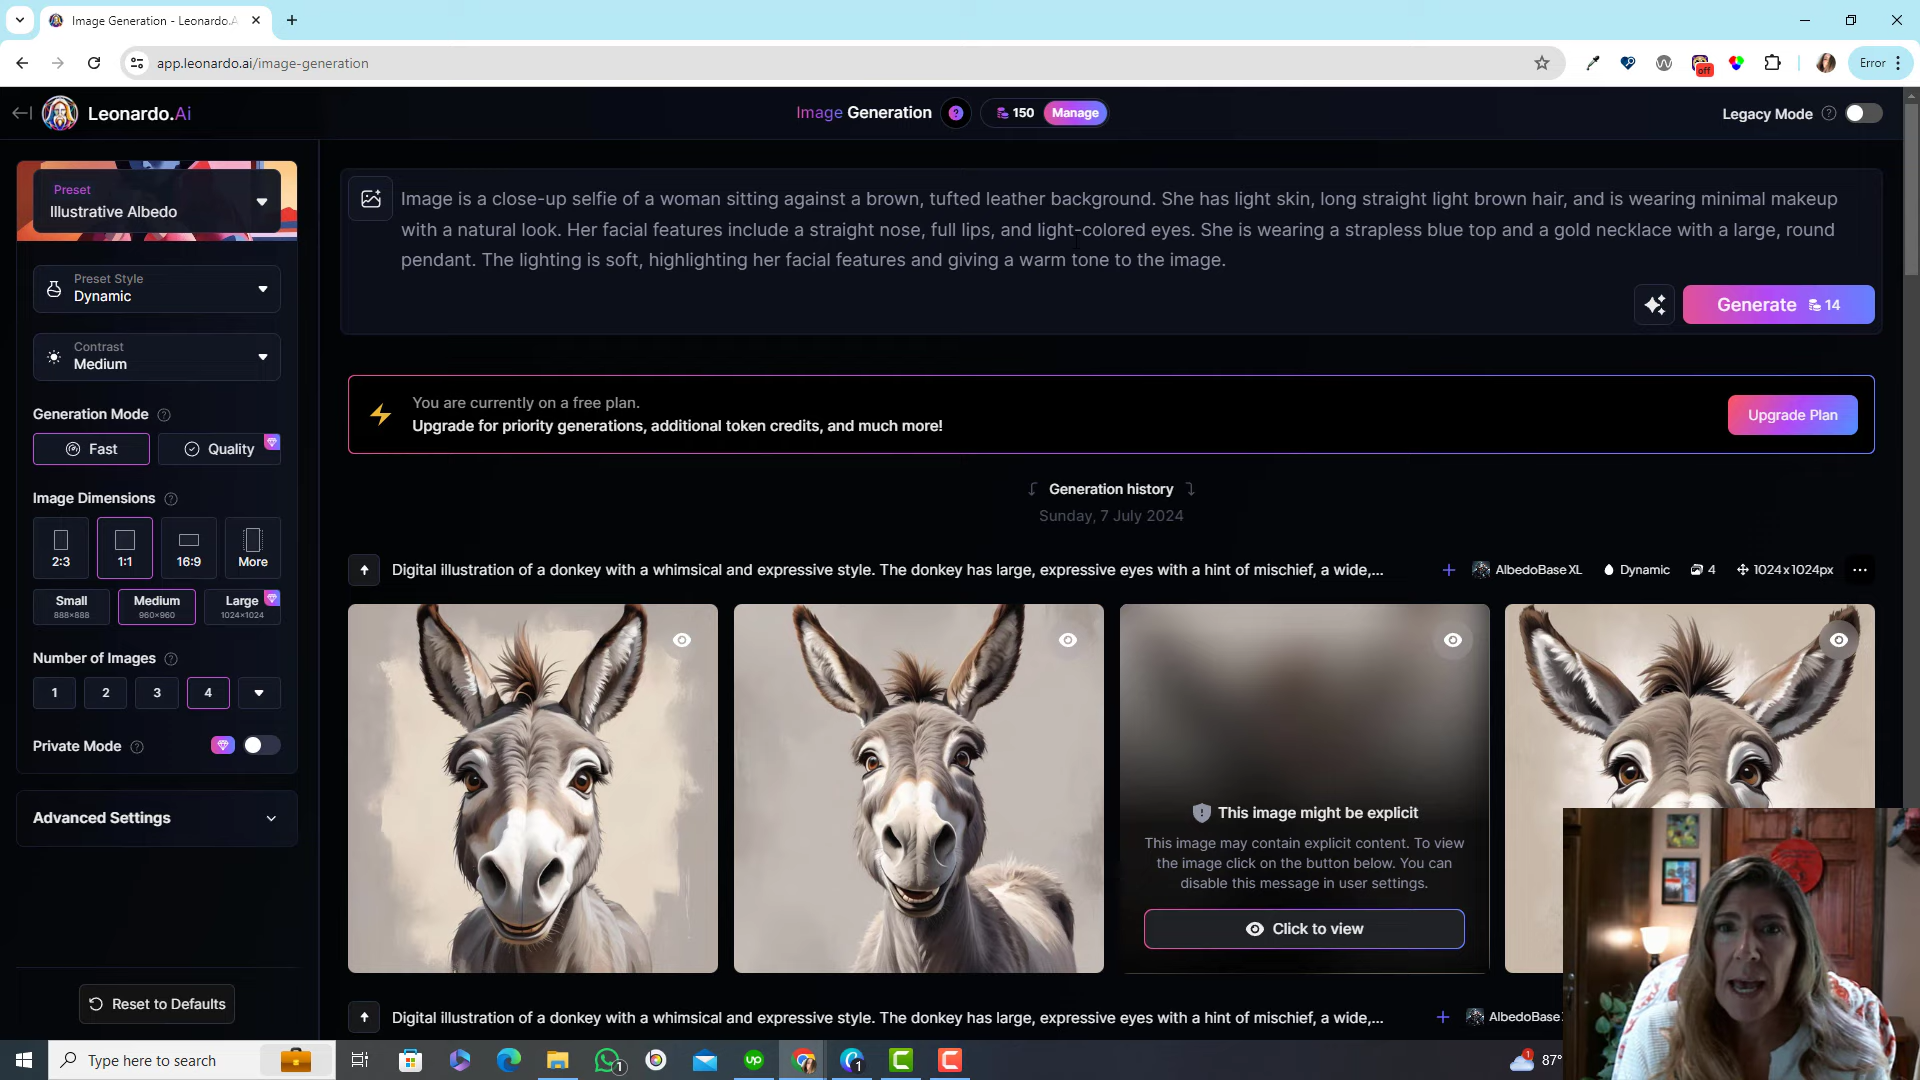 Image Generation - Leonardo.A
app.leonardo.ai/image-generation
off
Error
Leonardo.Ai
Image Generation
?
150
Manage
Legacy Mode
Preset
Illustrative Albedo
Preset Style
Dynamic
Contrast
Medium
Generation Mode
Fast
Quality
Image Dimensions
2:3
1:1
16:9
More
Small
888×888
Medium
960×960
Large
1024×1024
Number of Images
1
2
3
4
Private Mode
Advanced Settings
Reset to Defaults
Image is a close-up selfie of a woman sitting against a brown, tufted leather background. She has light skin, long straight light brown hair, and is wearing minimal makeup
with a natural look. Her facial features include a straight nose, full lips, and light-colored eyes. She is wearing a strapless blue top and a gold necklace with a large, round
pendant. The lighting is soft, highlighting her facial features and giving a warm tone to the image.
Generate 14
You are currently on a free plan.
Upgrade for priority generations, additional token credits, and much more!
Upgrade Plan
Generation history
Sunday, 7 July 2024
Digital illustration of a donkey with a whimsical and expressive style. The donkey has large, expressive eyes with a hint of mischief, a wide,...
AlbedoBase XL
Dynamic
4
1024x1024px
This image might be explicit
This image may contain explicit content. To view
the image click on the button below. You can
disable this message in user settings.
Click to view
Digital illustration of a donkey with a whimsical and expressive style. The donkey has large, expressive eyes with a hint of mischief, a wide,...
AlbedoBase
Type here to search
1
up
1
1
87°